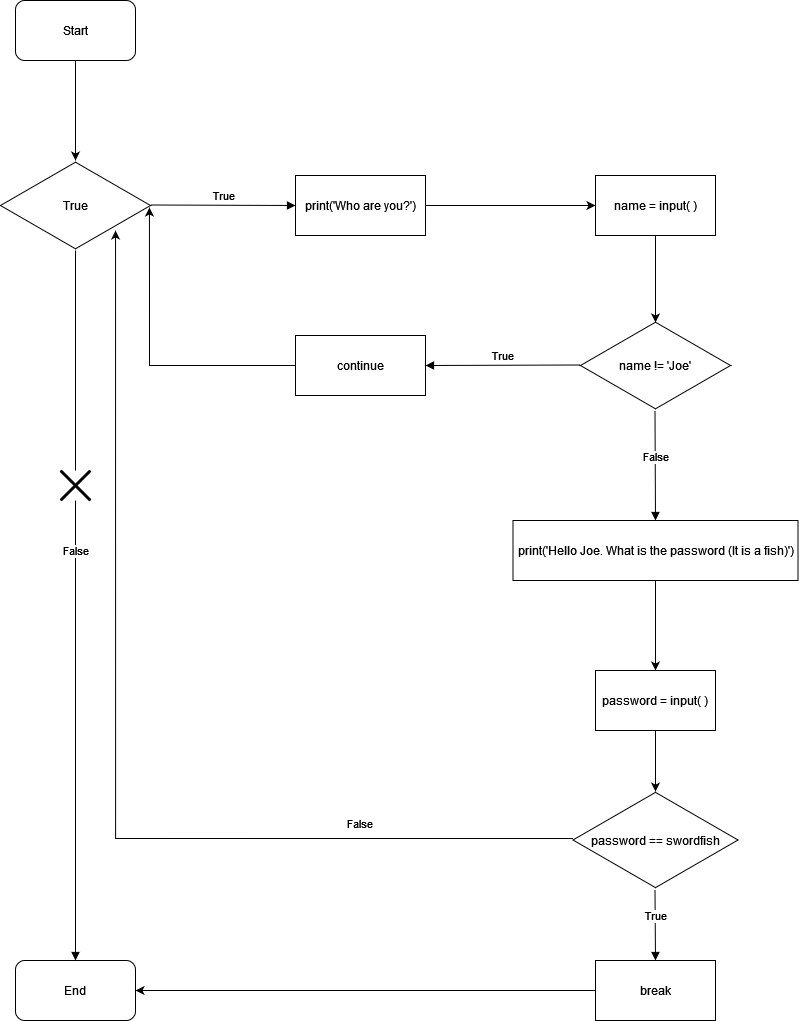 Start
True
True
print('Who are you?')
name = input( )
continue
True
name != 'Joe'
False
False
print('Hello Joe. What is the password (It is a fish)')
password = input( )
False
password == swordfish
True
End
break